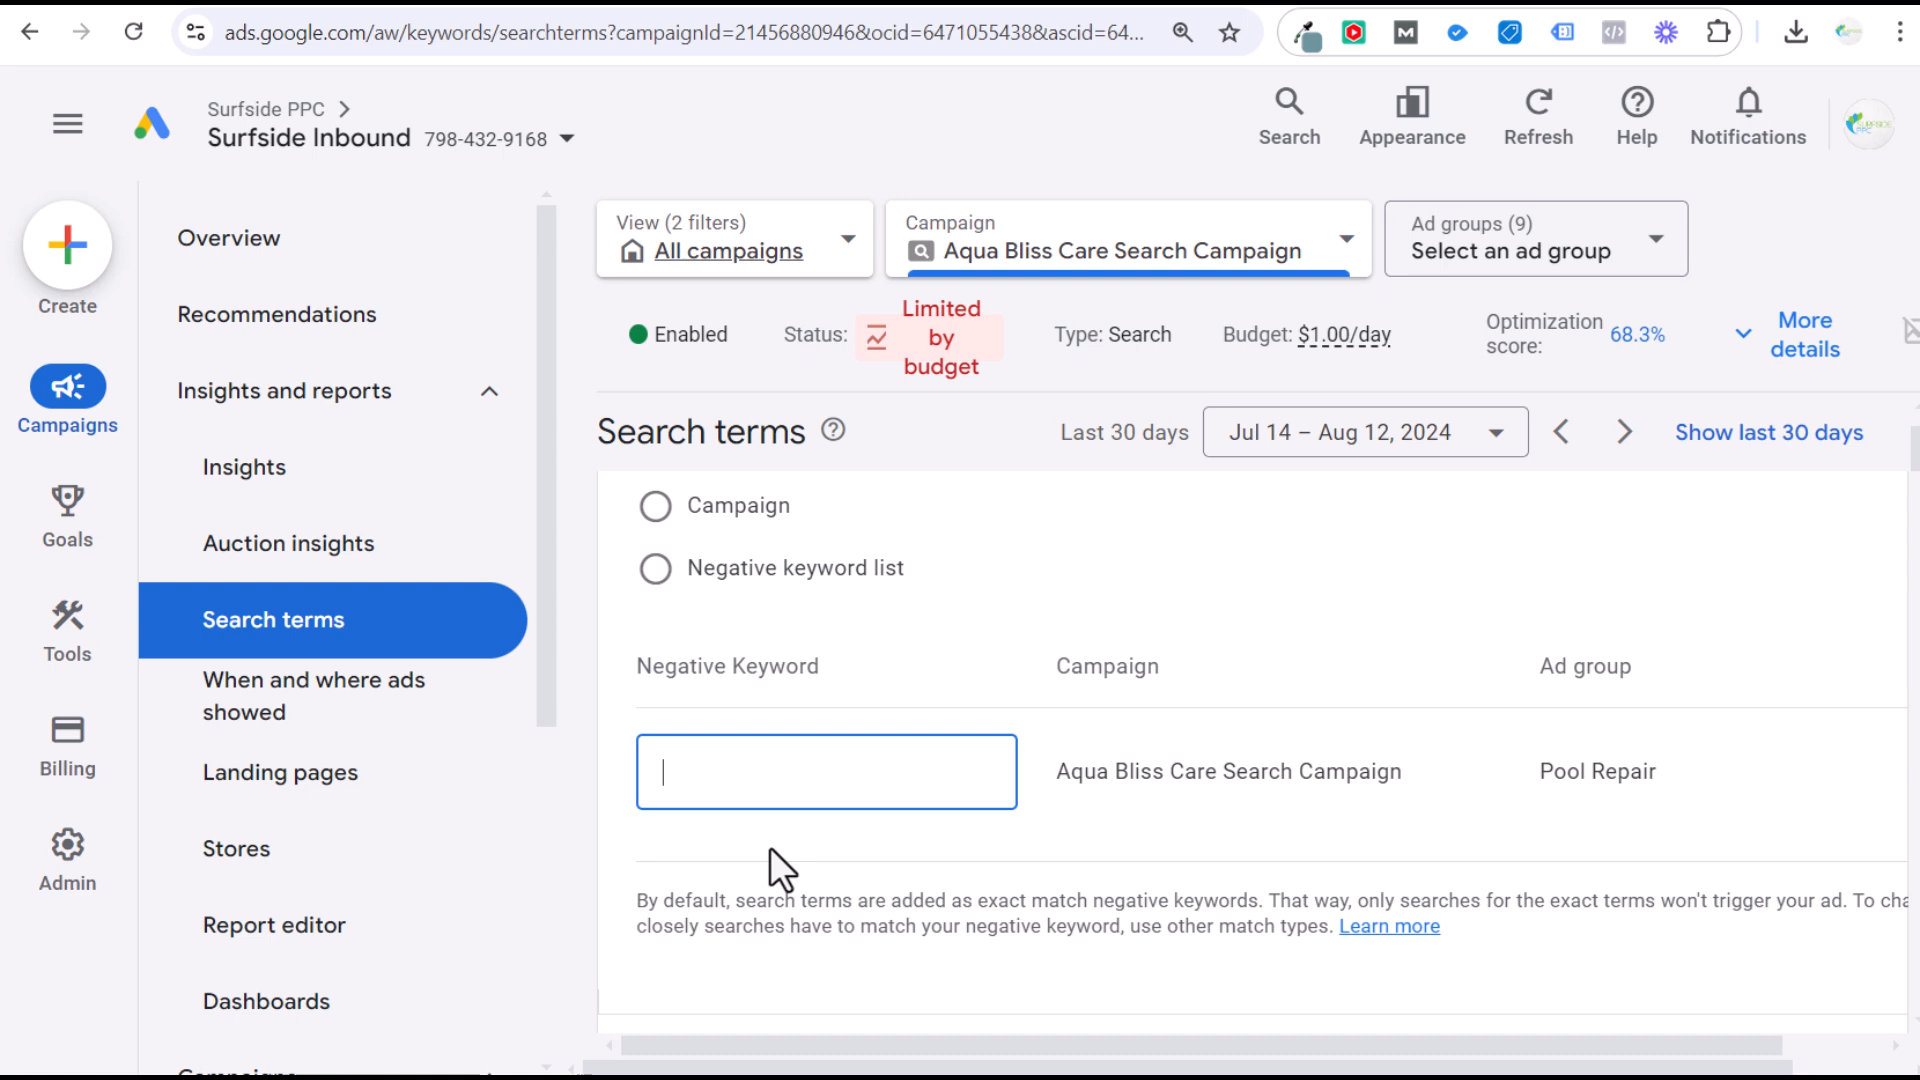 ads.google.com/aw/keywords/searchterms?campaignId=21456880946&ocid=6471055438&ascid=64...
Surfside PPC
Surfside Inbound 798-432-9168
Search
Appearance
Refresh
Help
Notifications
Create
Campaigns
Goals
Tools
Billing
Admin
Overview
Recommendations
Insights and reports
Insights
Auction insights
Search terms
When and where ads
showed
Landing pages
Stores
Report editor
Dashboards
View (2 filters)
All campaigns
Campaign
Aqua Bliss Care Search Campaign
Ad groups (9)
Select an ad group
Enabled
Status:
Limited
by
budget
Type: Search
Budget: $1.00/day
Optimization
score:
68.3%
More
details
Search terms
Last 30 days
Jul 14 – Aug 12, 2024
Show last 30 days
Campaign
Negative keyword list
Negative Keyword
Campaign
Ad group
Aqua Bliss Care Search Campaign
Pool Repair
By default, search terms are added as exact match negative keywords. That way, only searches for the exact terms won't trigger your ad. To
closely searches have to match your negative keyword, use other match types. Learn more